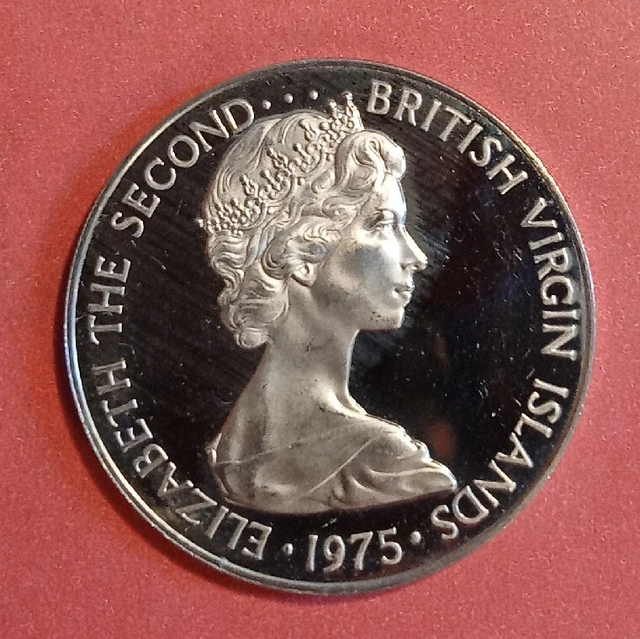 ELIZABETH THE SECOND... BRITISH VIRGIN ISLANDS
· 1975 ·